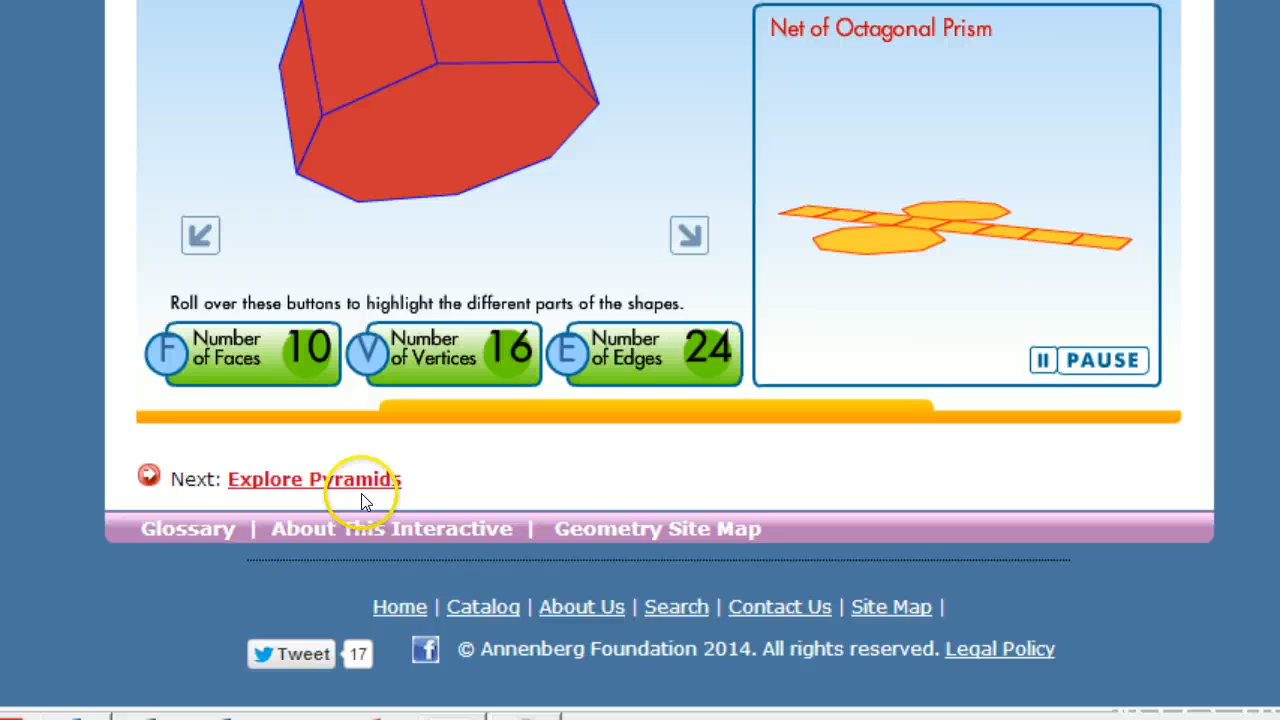 Net of Octagonal Prism
Roll over these buttons to highlight the different parts of the shapes.
F Number of Faces 10
V Number of Vertices 16
E Number of Edges 24
PAUSE
Next: Explore Pyramids
Glossary | About This Interactive | Geometry Site Map
Home | Catalog | About Us | Search | Contact Us | Site Map |
Tweet 17 f © Annenberg Foundation 2014. All rights reserved. Legal Policy